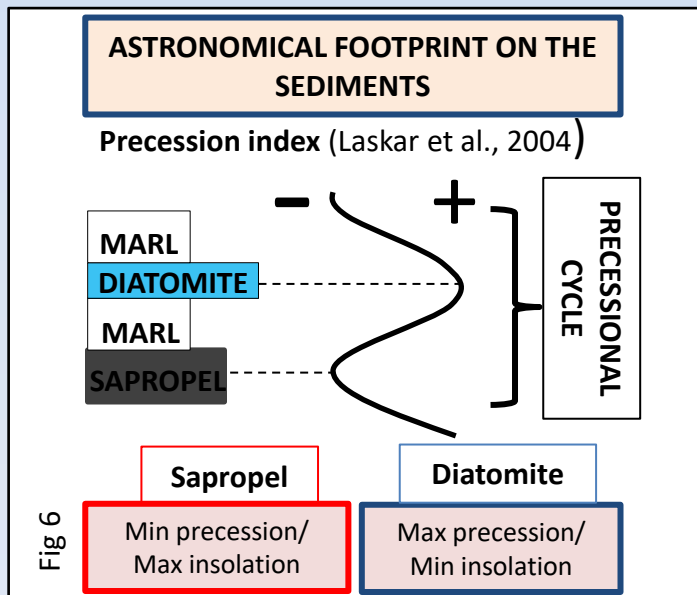 ASTRONOMICAL FOOTPRINT ON THE
SEDIMENTS
Precession index (Laskar et al., 2004)
- +
MARL
DIATOMITE
MARL
SAPROPEL
PRECESSIONAL
CYCLE
Sapropel
Min precession/
Max insolation
Diatomite
Max precession/
Min insolation
Fig 6